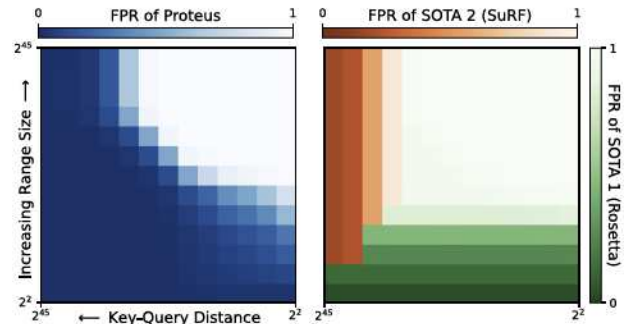 FPR of Proteus
0 1
FPR of SOTA 2 (SuRF)
0 1
2^45
Increasing Range Size →
2^2
2^45 2^2
← Key–Query Distance
2^45 2^2
1
FPR of SOTA 1 (Rosetta)
0